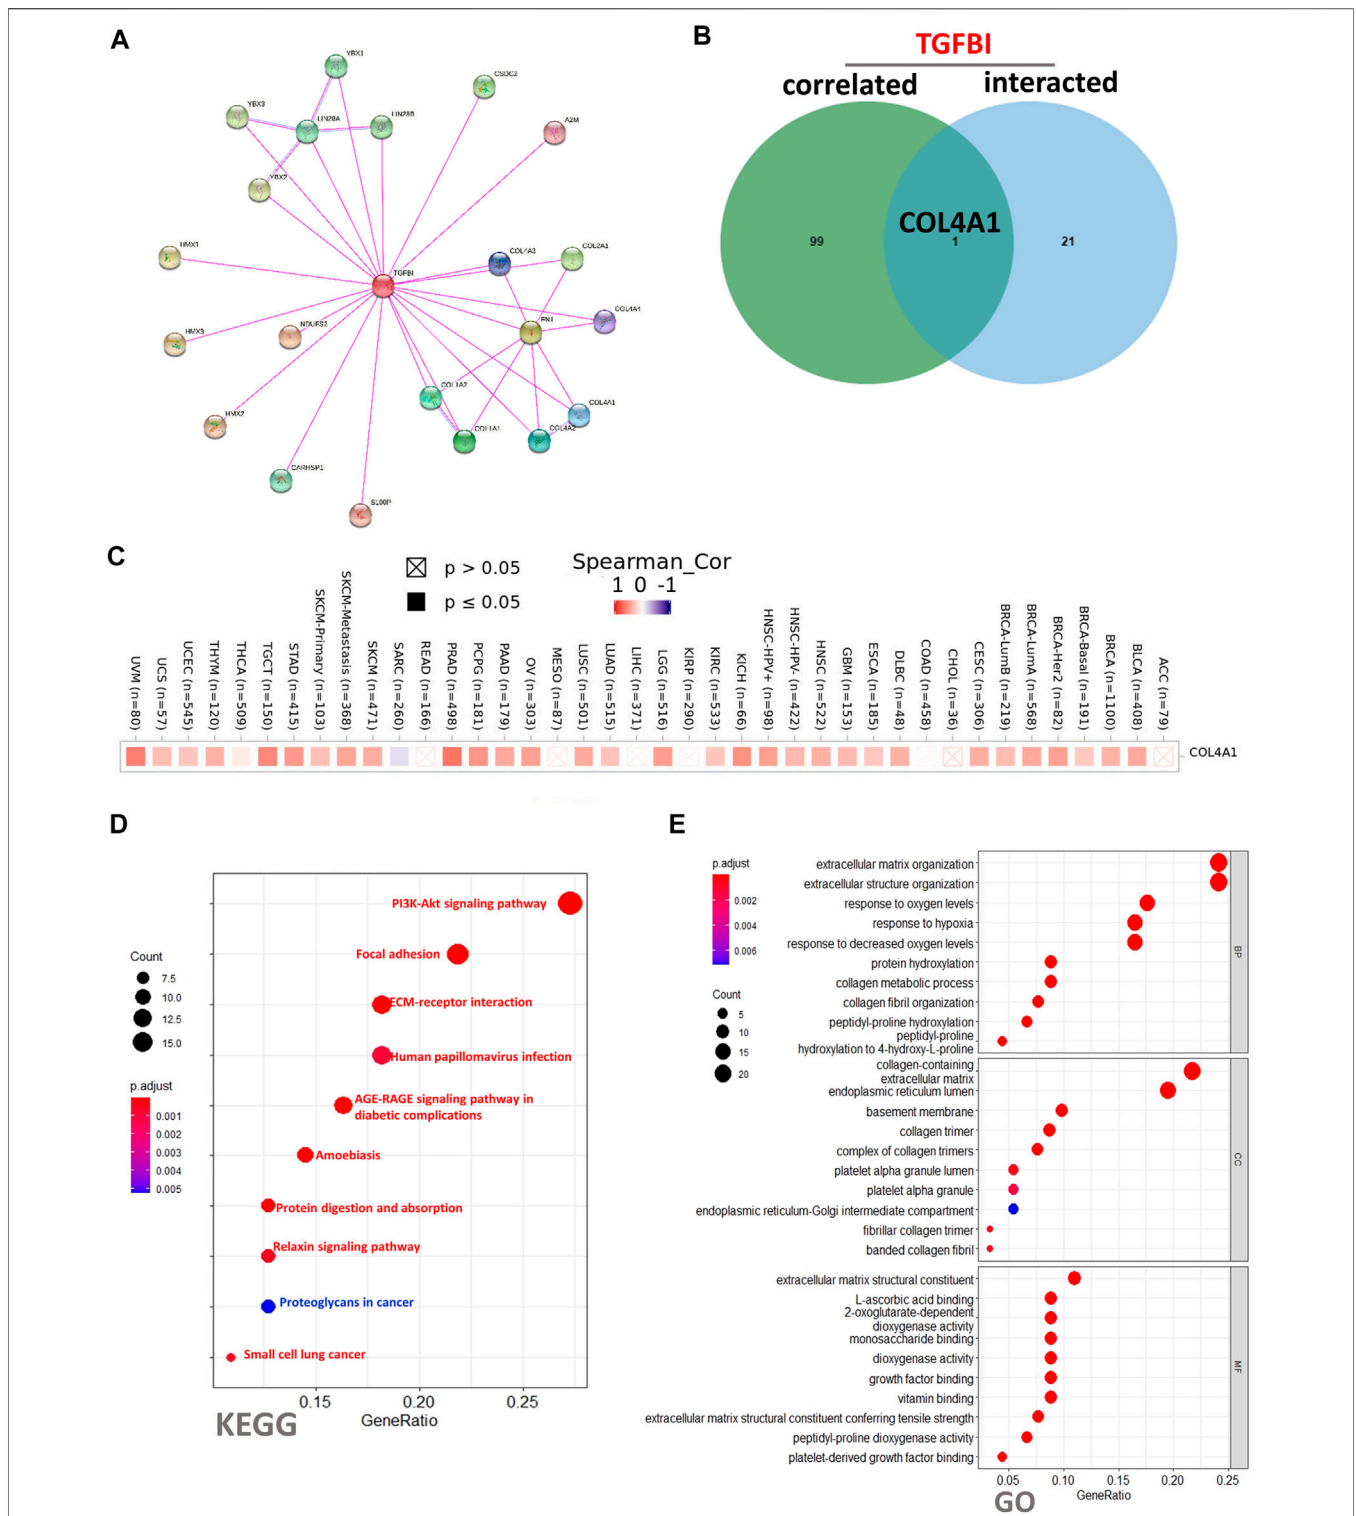 A
YBX1
CSDC2
YBX3
LIN28A
LIN28B
A2M
YBX2
HMX1
COL4A3
COL2A1
TGFBI
COL4A4
FN1
HMX3
NDUFS2
COL1A2
COL4A1
HMX2
COL1A1
COL4A2
CARHSP1
S100P
B
TGFBI
correlated
interacted
COL4A1
99
1
21
C
p > 0.05
p ≤ 0.05
Spearman_Cor
1 0 -1
UVM (n=80)
UCS (n=57)
UCEC (n=545)
THYM (n=120)
THCA (n=509)
TGCT (n=150)
STAD (n=415)
SKCM-Primary (n=103)
SKCM-Metastasis (n=368)
SKCM (n=471)
SARC (n=260)
READ (n=166)
PRAD (n=498)
PCPG (n=181)
PAAD (n=179)
OV (n=303)
MESO (n=87)
LUSC (n=501)
LUAD (n=515)
LIHC (n=371)
LGG (n=516)
KIRP (n=290)
KIRC (n=533)
KICH (n=66)
HNSC-HPV+ (n=98)
HNSC-HPV- (n=422)
HNSC (n=522)
GBM (n=153)
ESCA (n=185)
DLBC (n=48)
COAD (n=458)
CHOL (n=36)
CESC (n=306)
BRCA-LumB (n=219)
BRCA-LumA (n=568)
BRCA-Her2 (n=82)
BRCA-Basal (n=191)
BRCA (n=1100)
BLCA (n=408)
ACC (n=79)
COL4A1
D
Count
7.5
10.0
12.5
15.0
p.adjust
0.001
0.002
0.003
0.004
0.005
PI3K-Akt signaling pathway
Focal adhesion
ECM-receptor interaction
Human papillomavirus infection
AGE-RAGE signaling pathway in
diabetic complications
Amoebiasis
Protein digestion and absorption
Relaxin signaling pathway
Proteoglycans in cancer
Small cell lung cancer
0.15
0.20
0.25
GeneRatio
KEGG
E
p.adjust
0.002
0.004
0.006
Count
5
10
15
20
extracellular matrix organization
extracellular structure organization
response to oxygen levels
response to hypoxia
response to decreased oxygen levels
protein hydroxylation
collagen metabolic process
collagen fibril organization
peptidyl-proline hydroxylation
peptidyl-proline
hydroxylation to 4-hydroxy-L-proline
BP
collagen-containing
extracellular matrix
endoplasmic reticulum lumen
basement membrane
collagen trimer
complex of collagen trimers
platelet alpha granule lumen
platelet alpha granule
endoplasmic reticulum-Golgi intermediate compartment
fibrillar collagen trimer
banded collagen fibril
CC
extracellular matrix structural constituent
L-ascorbic acid binding
2-oxoglutarate-dependent
dioxygenase activity
monosaccharide binding
dioxygenase activity
growth factor binding
vitamin binding
extracellular matrix structural constituent conferring tensile strength
peptidyl-proline dioxygenase activity
platelet-derived growth factor binding
MF
0.05
0.10
0.15
0.20
0.25
GeneRatio
GO